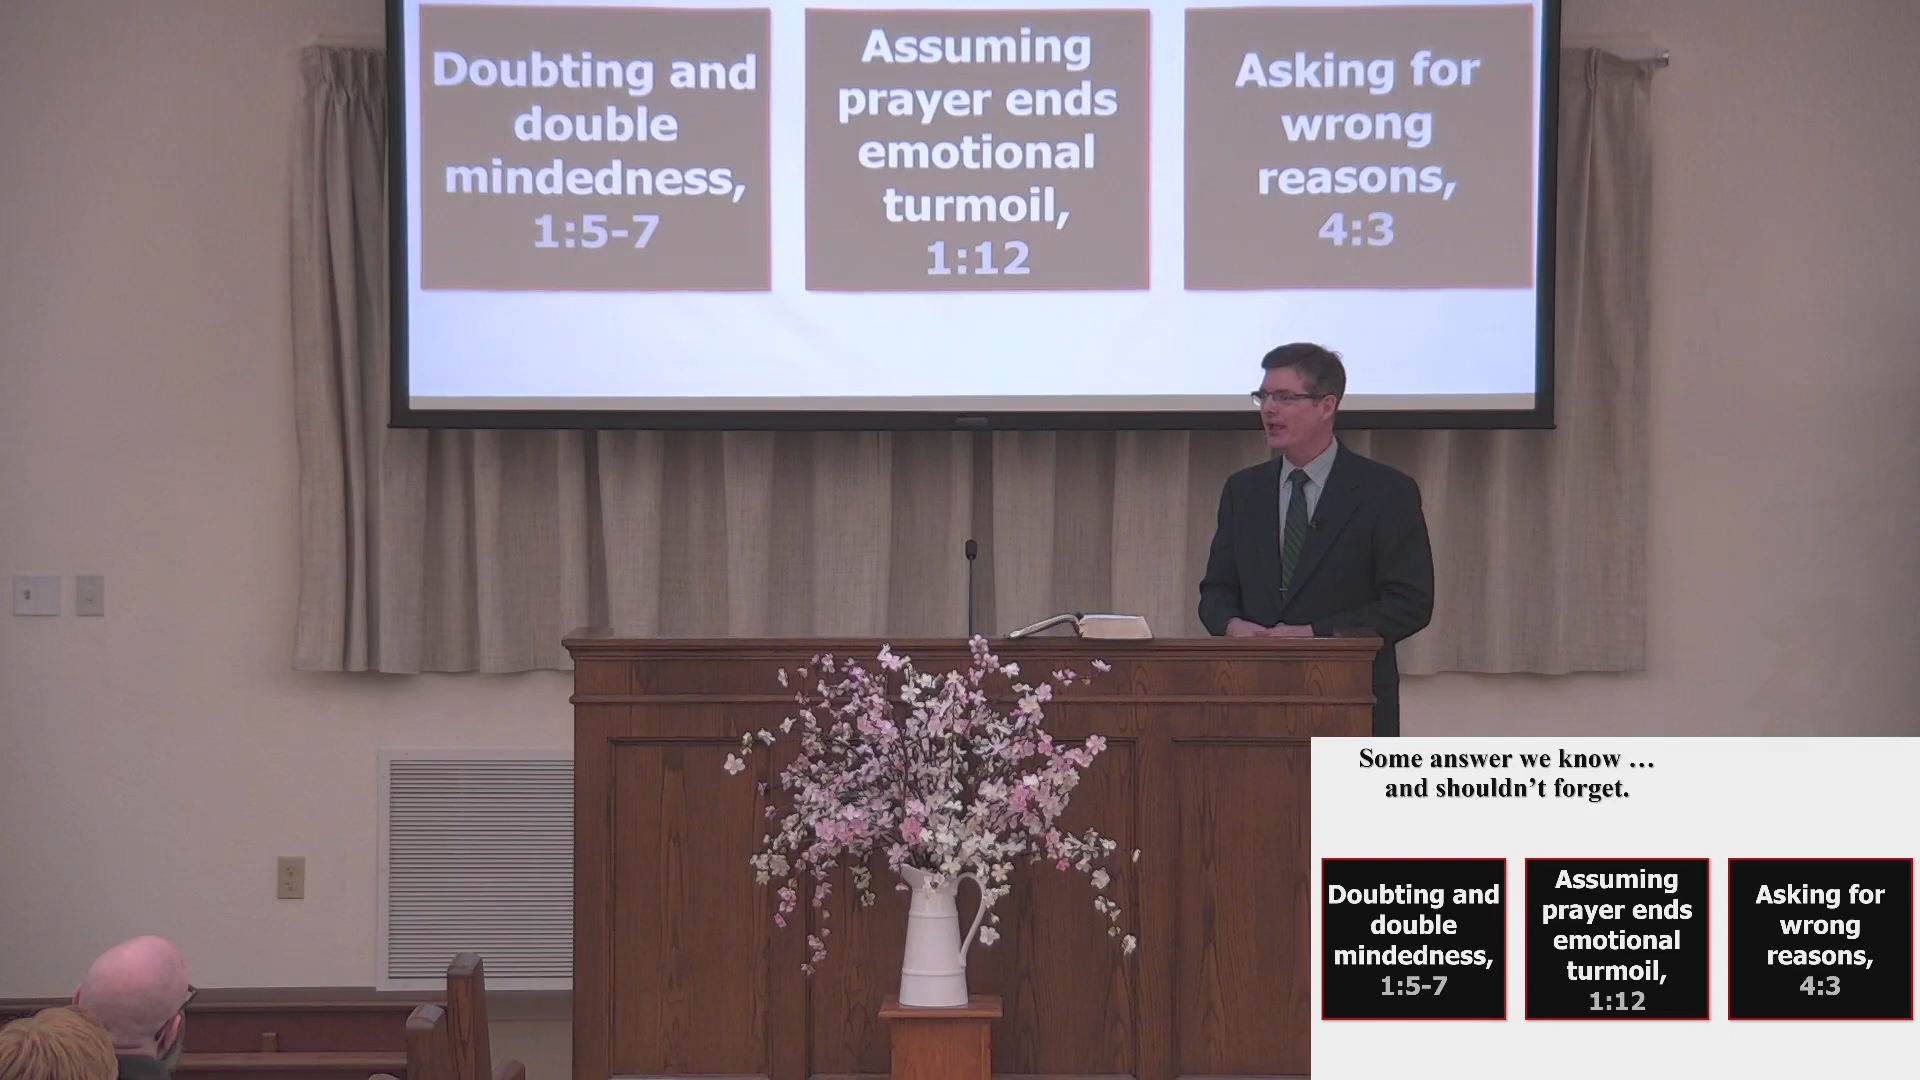 Doubting and
double
mindedness,
1:5-7
Assuming
prayer ends
emotional
turmoil,
1:12
Asking for
wrong
reasons,
4:3
Some answer we know …
and shouldn’t forget.
Doubting and
double
mindedness,
1:5-7
Assuming
prayer ends
emotional
turmoil,
1:12
Asking for
wrong
reasons,
4:3